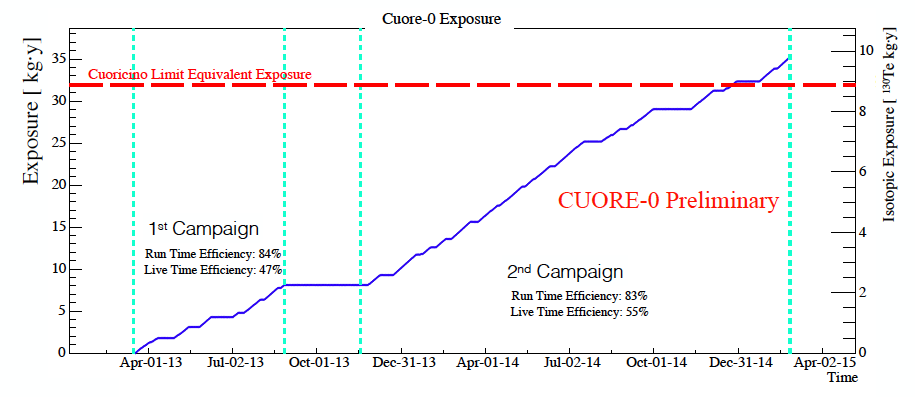 Cuore-0 Exposure
Exposure [ kg·y]
35
30
25
20
15
10
5
0
Cuoricino Limit Equivalent Exposure
1st Campaign
Run Time Efficiency: 84%
Live Time Efficiency: 47%
CUORE-0 Preliminary
2nd Campaign
Run Time Efficiency: 83%
Live Time Efficiency: 55%
10
8
6
4
2
0
Isotopic Exposure [ ¹³⁰Te kg·y]
Apr-01-13 Jul-02-13 Oct-01-13 Dec-31-13 Apr-01-14 Jul-02-14 Oct-01-14 Dec-31-14 Apr-02-15
Time